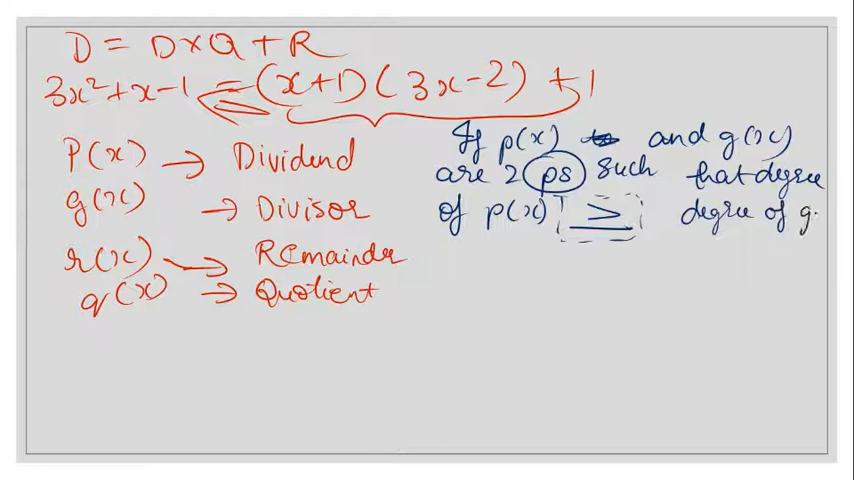 D = D×Q + R
3x²+x-1 = (x+1)(3x-2) + 1
P(x) → Dividend
g(x) → Divisor
r(x) → Remainder
q(x) → Quotient
If p(x) and g(x)
are 2 ps such that degree
of p(x) ≥ degree of g